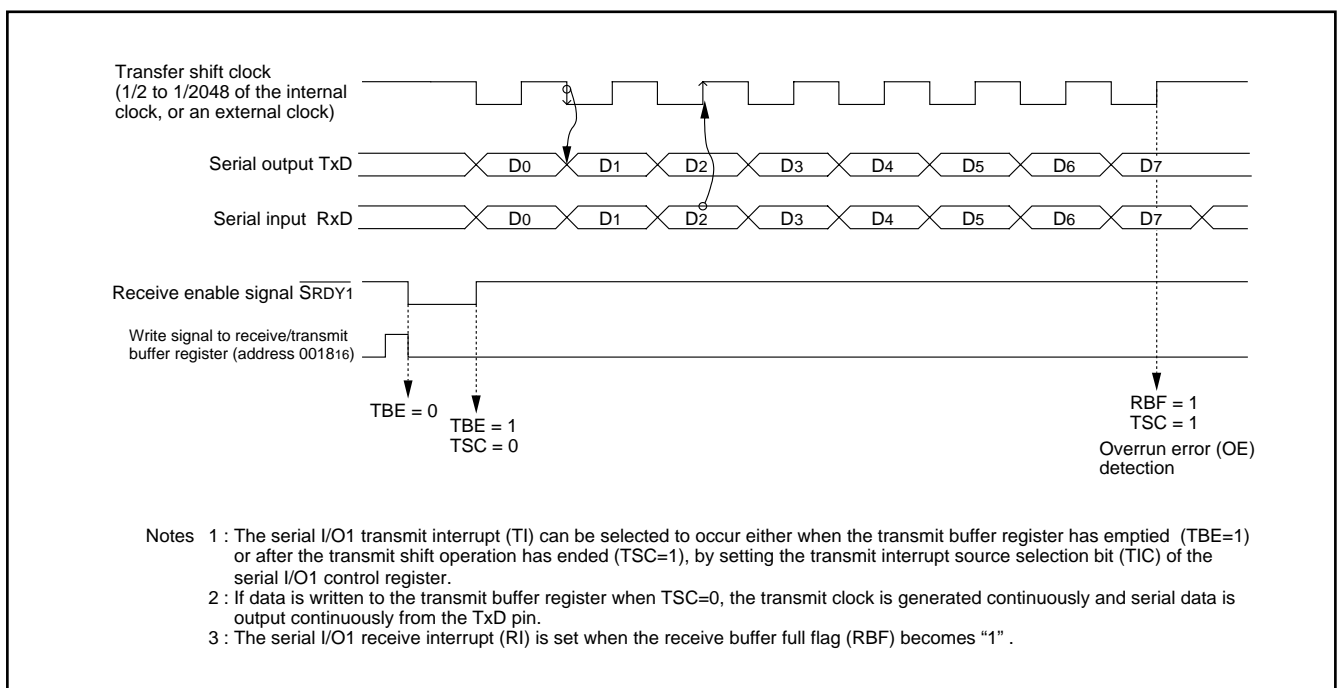 Transfer shift clock
(1/2 to 1/2048 of the internal
clock, or an external clock)
Serial output TxD
D0 D1 D2 D3 D4 D5 D6 D7
Serial input RxD
D0 D1 D2 D3 D4 D5 D6 D7
Receive enable signal SRDY1
Write signal to receive/transmit
buffer register (address 001816)
TBE = 0
TBE = 1
TSC = 0
RBF = 1
TSC = 1
Overrun error (OE)
detection
Notes 1 : The serial I/O1 transmit interrupt (TI) can be selected to occur either when the transmit buffer register has emptied (TBE=1)
or after the transmit shift operation has ended (TSC=1), by setting the transmit interrupt source selection bit (TIC) of the
serial I/O1 control register.
2 : If data is written to the transmit buffer register when TSC=0, the transmit clock is generated continuously and serial data is
output continuously from the TxD pin.
3 : The serial I/O1 receive interrupt (RI) is set when the receive buffer full flag (RBF) becomes “1” .